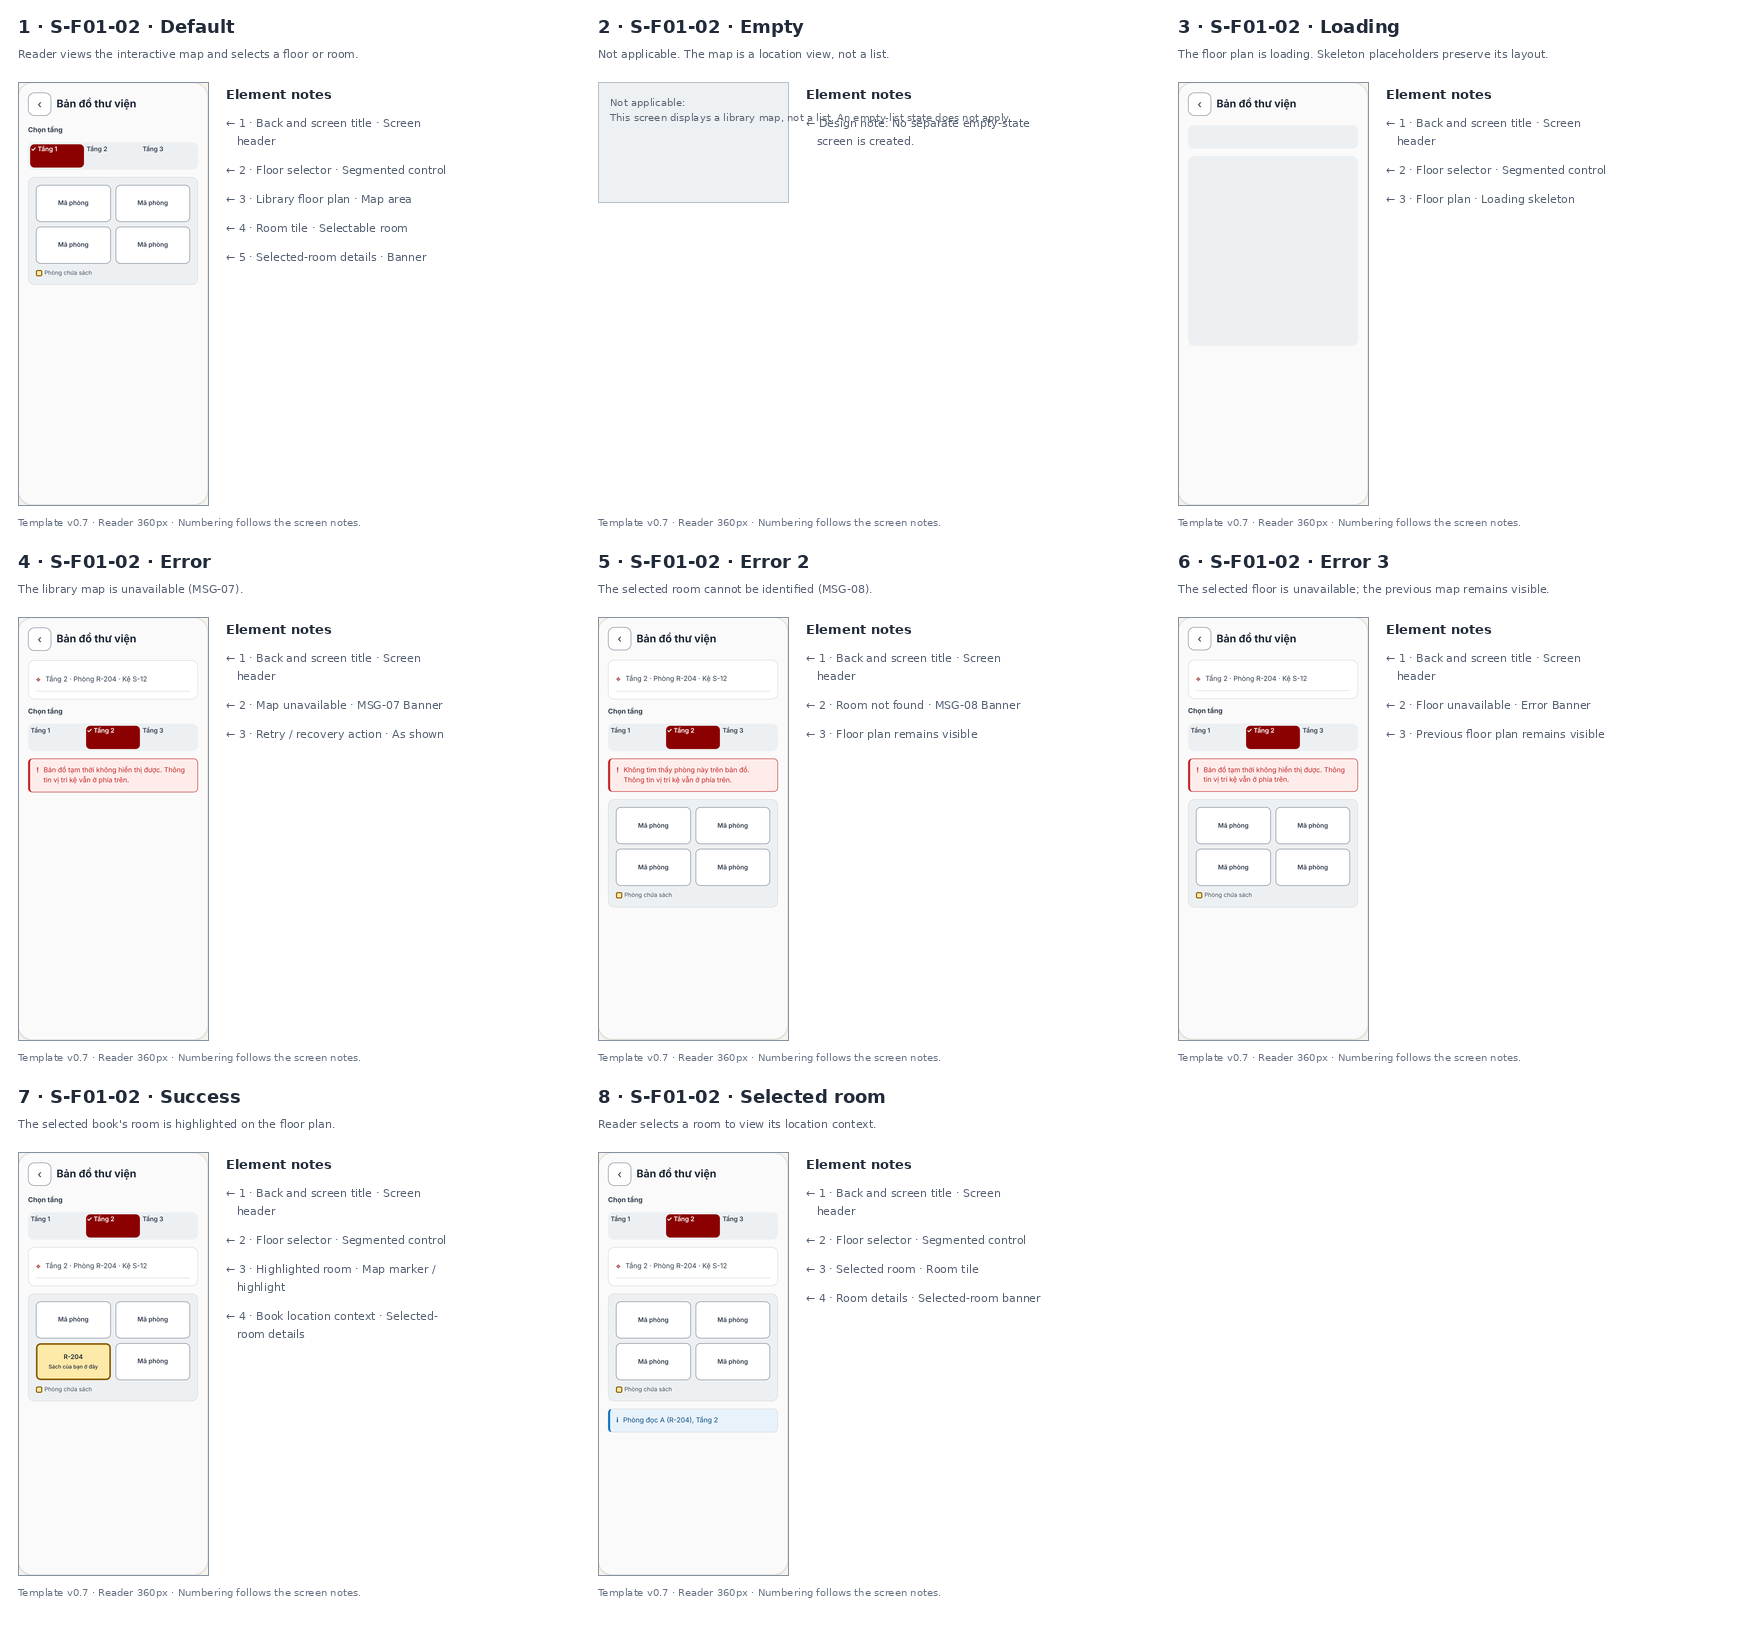 1 · S-F01-02 · Default
Reader views the interactive map and selects a floor or room.
‹ Bản đồ thư viện
Chọn tầng
✓ Tầng 1 Tầng 2 Tầng 3
Mã phòng Mã phòng
Mã phòng Mã phòng
Phòng chứa sách
Element notes
← 1 · Back and screen title · Screen
header
← 2 · Floor selector · Segmented control
← 3 · Library floor plan · Map area
← 4 · Room tile · Selectable room
← 5 · Selected-room details · Banner
Template v0.7 · Reader 360px · Numbering follows the screen notes.
2 · S-F01-02 · Empty
Not applicable. The map is a location view, not a list.
Not applicable:
This screen displays a library map, not a list. An empty-list state does not apply.
Element notes
← Design note: No separate empty-state
screen is created.
Template v0.7 · Reader 360px · Numbering follows the screen notes.
3 · S-F01-02 · Loading
The floor plan is loading. Skeleton placeholders preserve its layout.
‹ Bản đồ thư viện
Element notes
← 1 · Back and screen title · Screen
header
← 2 · Floor selector · Segmented control
← 3 · Floor plan · Loading skeleton
Template v0.7 · Reader 360px · Numbering follows the screen notes.
4 · S-F01-02 · Error
The library map is unavailable (MSG-07).
‹ Bản đồ thư viện
Tầng 2 · Phòng R-204 · Kệ S-12
Chọn tầng
Tầng 1 ✓ Tầng 2 Tầng 3
! Bản đồ tạm thời không hiển thị được. Thông
tin vị trí kệ vẫn ở phía trên.
Element notes
← 1 · Back and screen title · Screen
header
← 2 · Map unavailable · MSG-07 Banner
← 3 · Retry / recovery action · As shown
Template v0.7 · Reader 360px · Numbering follows the screen notes.
5 · S-F01-02 · Error 2
The selected room cannot be identified (MSG-08).
‹ Bản đồ thư viện
Tầng 2 · Phòng R-204 · Kệ S-12
Chọn tầng
Tầng 1 ✓ Tầng 2 Tầng 3
! Không tìm thấy phòng này trên bản đồ.
Thông tin vị trí kệ vẫn ở phía trên.
Mã phòng Mã phòng
Mã phòng Mã phòng
Phòng chứa sách
Element notes
← 1 · Back and screen title · Screen
header
← 2 · Room not found · MSG-08 Banner
← 3 · Floor plan remains visible
Template v0.7 · Reader 360px · Numbering follows the screen notes.
6 · S-F01-02 · Error 3
The selected floor is unavailable; the previous map remains visible.
‹ Bản đồ thư viện
Tầng 2 · Phòng R-204 · Kệ S-12
Chọn tầng
Tầng 1 ✓ Tầng 2 Tầng 3
! Bản đồ tạm thời không hiển thị được. Thông
tin vị trí kệ vẫn ở phía trên.
Mã phòng Mã phòng
Mã phòng Mã phòng
Phòng chứa sách
Element notes
← 1 · Back and screen title · Screen
header
← 2 · Floor unavailable · Error Banner
← 3 · Previous floor plan remains visible
Template v0.7 · Reader 360px · Numbering follows the screen notes.
7 · S-F01-02 · Success
The selected book's room is highlighted on the floor plan.
‹ Bản đồ thư viện
Chọn tầng
Tầng 1 ✓ Tầng 2 Tầng 3
Tầng 2 · Phòng R-204 · Kệ S-12
Mã phòng Mã phòng
R-204
Sách của bạn ở đây
Mã phòng
Phòng chứa sách
Element notes
← 1 · Back and screen title · Screen
header
← 2 · Floor selector · Segmented control
← 3 · Highlighted room · Map marker /
highlight
← 4 · Book location context · Selected-
room details
Template v0.7 · Reader 360px · Numbering follows the screen notes.
8 · S-F01-02 · Selected room
Reader selects a room to view its location context.
‹ Bản đồ thư viện
Chọn tầng
Tầng 1 ✓ Tầng 2 Tầng 3
Tầng 2 · Phòng R-204 · Kệ S-12
Mã phòng Mã phòng
Mã phòng Mã phòng
Phòng chứa sách
i Phòng đọc A (R-204), Tầng 2
Element notes
← 1 · Back and screen title · Screen
header
← 2 · Floor selector · Segmented control
← 3 · Selected room · Room tile
← 4 · Room details · Selected-room banner
Template v0.7 · Reader 360px · Numbering follows the screen notes.